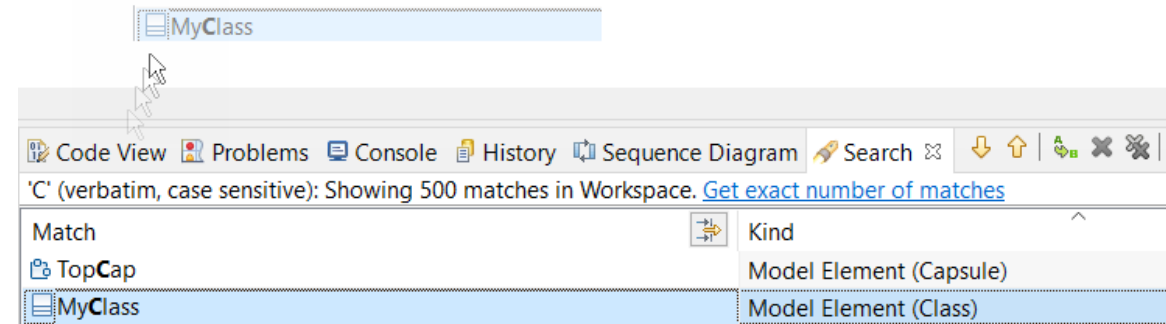 MyClass
Code View Problems Console History Sequence Diagram Search
'C' (verbatim, case sensitive): Showing 500 matches in Workspace. Get exact number of matches
Match Kind
TopCap Model Element (Capsule)
MyClass Model Element (Class)